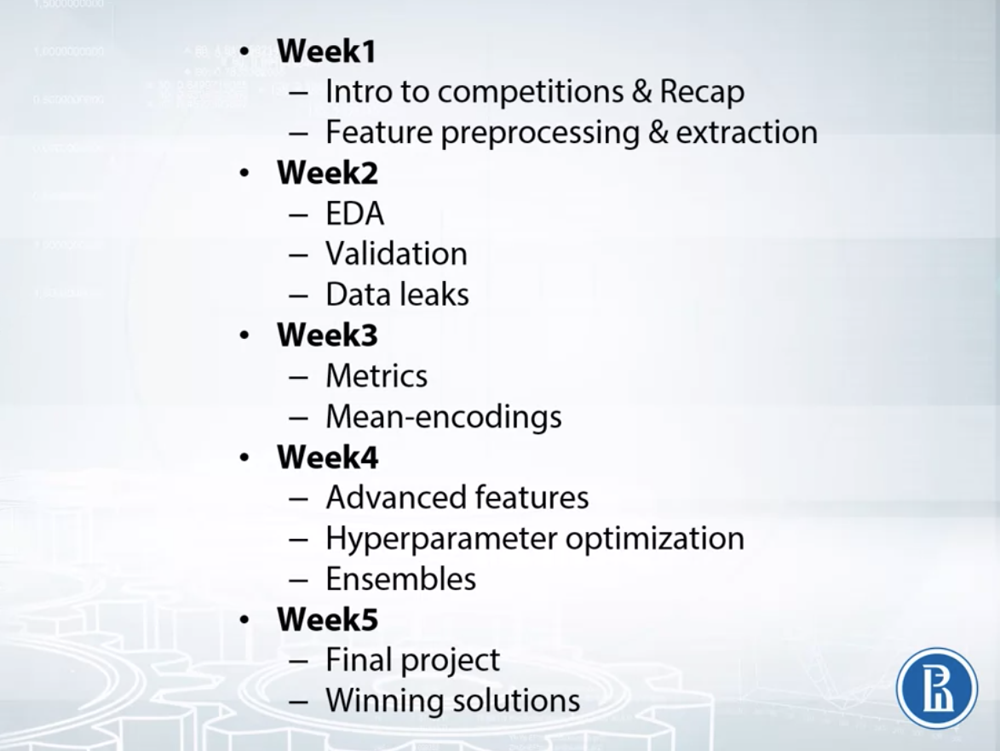 • Week1
– Intro to competitions & Recap
– Feature preprocessing & extraction
• Week2
– EDA
– Validation
– Data leaks
• Week3
– Metrics
– Mean-encodings
• Week4
– Advanced features
– Hyperparameter optimization
– Ensembles
• Week5
– Final project
– Winning solutions